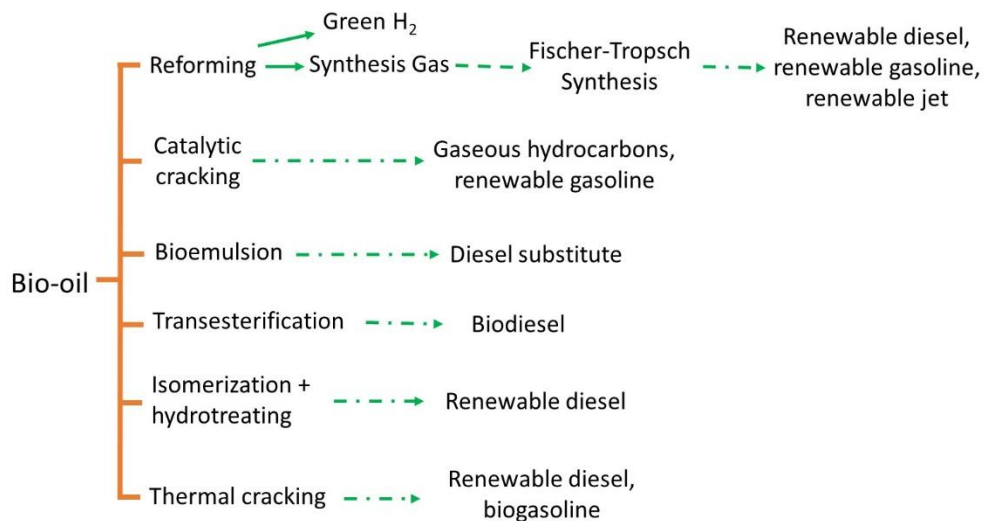 Green H₂
Reforming
Synthesis Gas
Fischer-Tropsch
Synthesis
Renewable diesel,
renewable gasoline,
renewable jet
Catalytic
cracking
Gaseous hydrocarbons,
renewable gasoline
Bioemulsion
Diesel substitute
Bio-oil
Transesterification
Biodiesel
Isomerization +
hydrotreating
Renewable diesel
Thermal cracking
Renewable diesel,
biogasoline